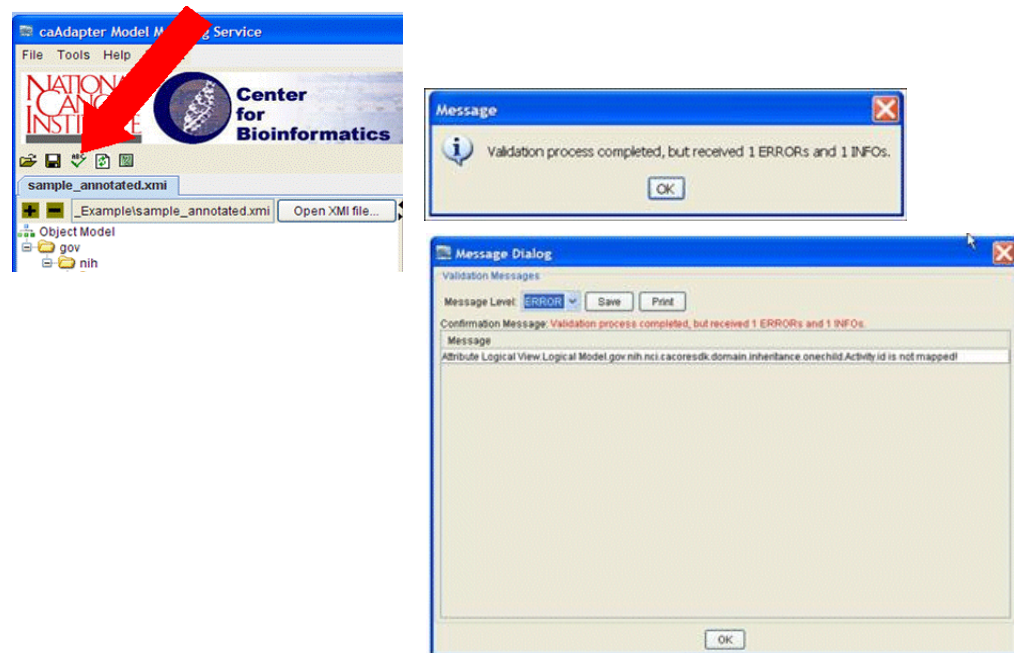 caAdapter Model M g Service
File Tools Help
NATIONAL
CANCER
INSTITUTE
Center
for
Bioinformatics
ABC
sample_annotated.xmi
_Example\sample_annotated.xmi Open XMI file...
Object Model
gov
nih
Message
Validation process completed, but received 1 ERRORs and 1 INFOs.
OK
Message Dialog
Validation Messages
Message Level: ERROR Save Print
Confirmation Message: Validation process completed, but received 1 ERRORs and 1 INFOs.
Message
Attribute Logical View.Logical Model.gov.nih.nci.cacoresdk.domain.inheritance.onechild.Activity.id is not mapped!
OK